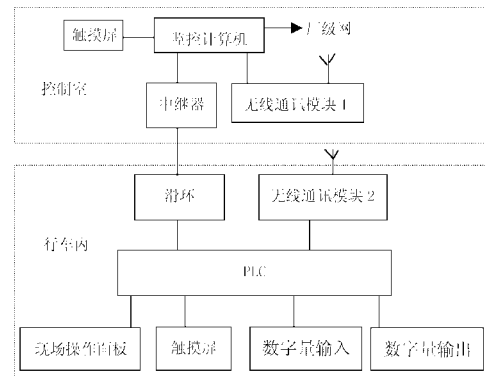 触摸屏
监控计算机
厂级网
控制室
中继器
无线通讯模块1
滑环
无线通讯模块2
行车内
PLC
现场操作面板
触摸屏
数字量输入
数字量输出